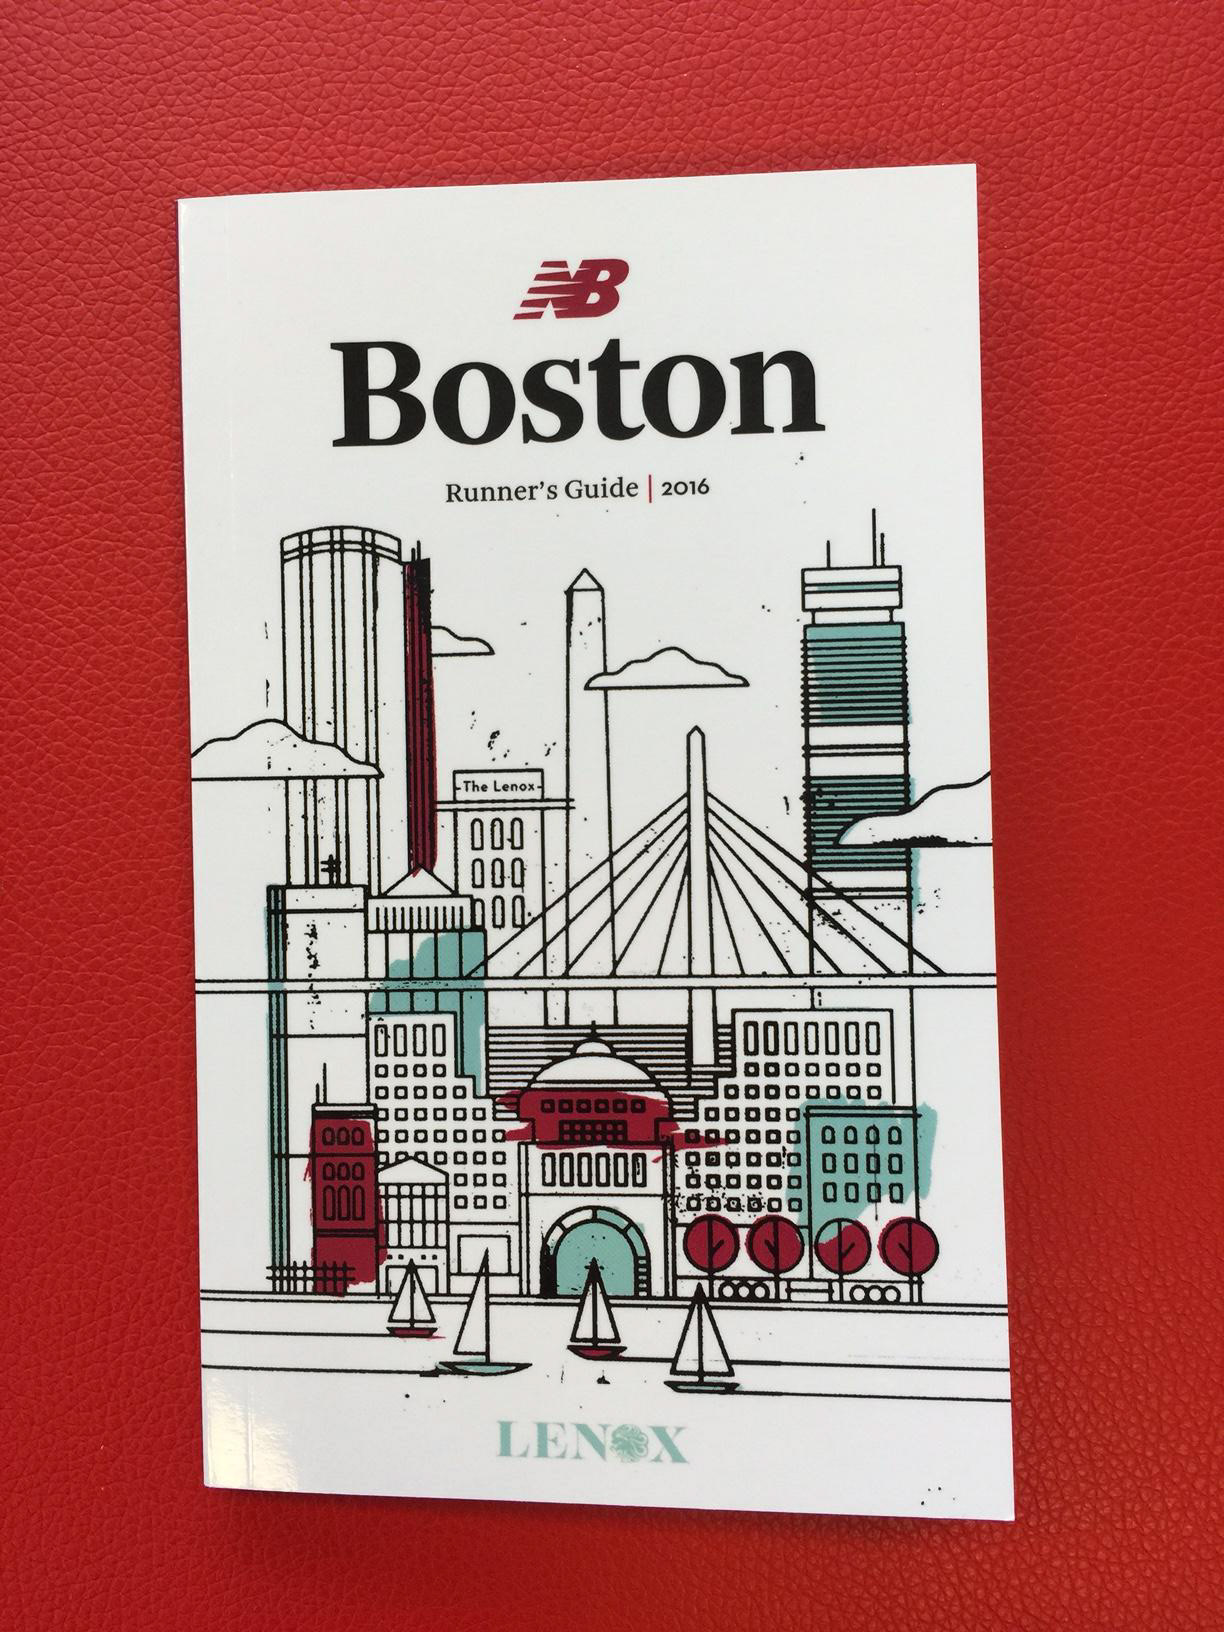 NB
Boston
Runner's Guide | 2016
The Lenox
LENOX